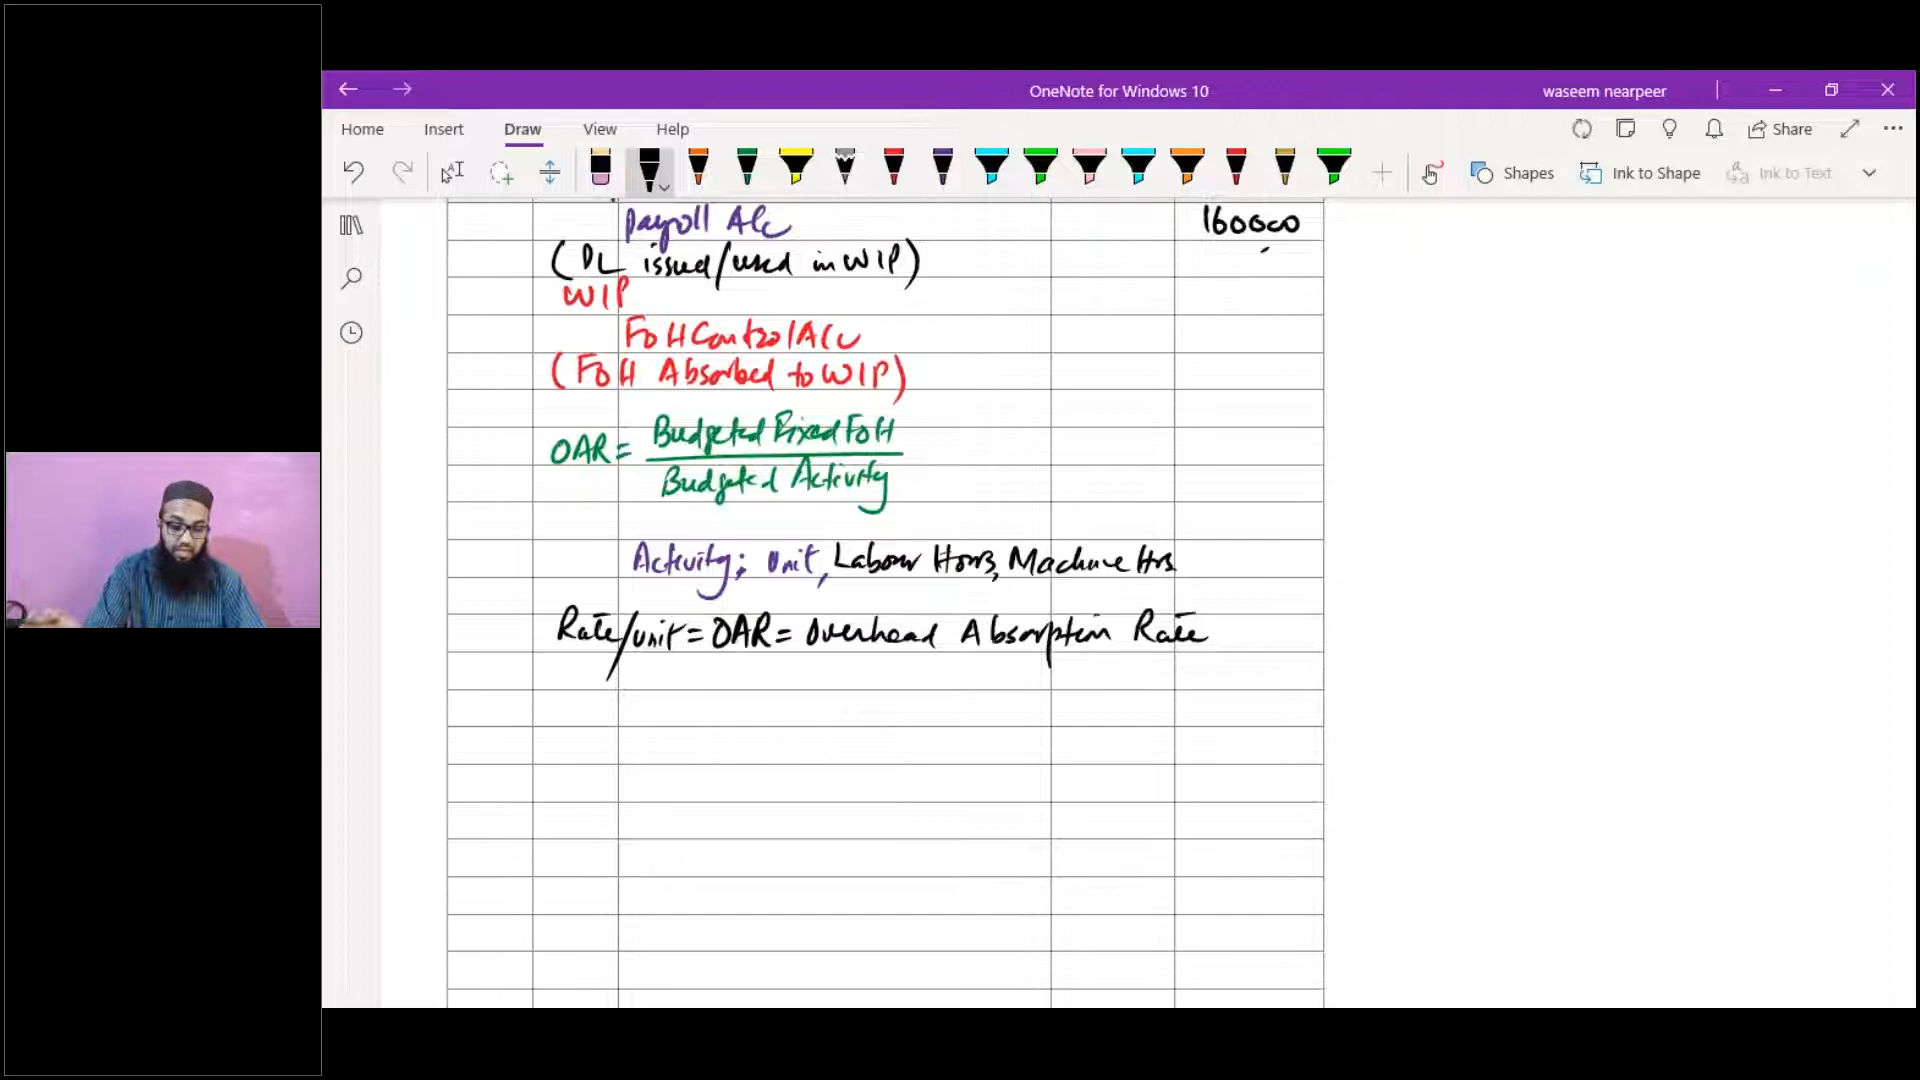 OneNote for Windows 10
waseem nearpeer
Home Insert Draw View Help
Share
Shapes Ink to Shape Ink to Text
Payroll A/c 160000
(DL issued/used in WIP)
WIP
FOH Control A/c
(FOH Absorbed to WIP)
OAR = Budgeted Fixed FOH
Budgeted Activity
Activity; Unit, Labour Hours, Machine Hrs
Rate/unit = OAR = Overhead Absorption Rate